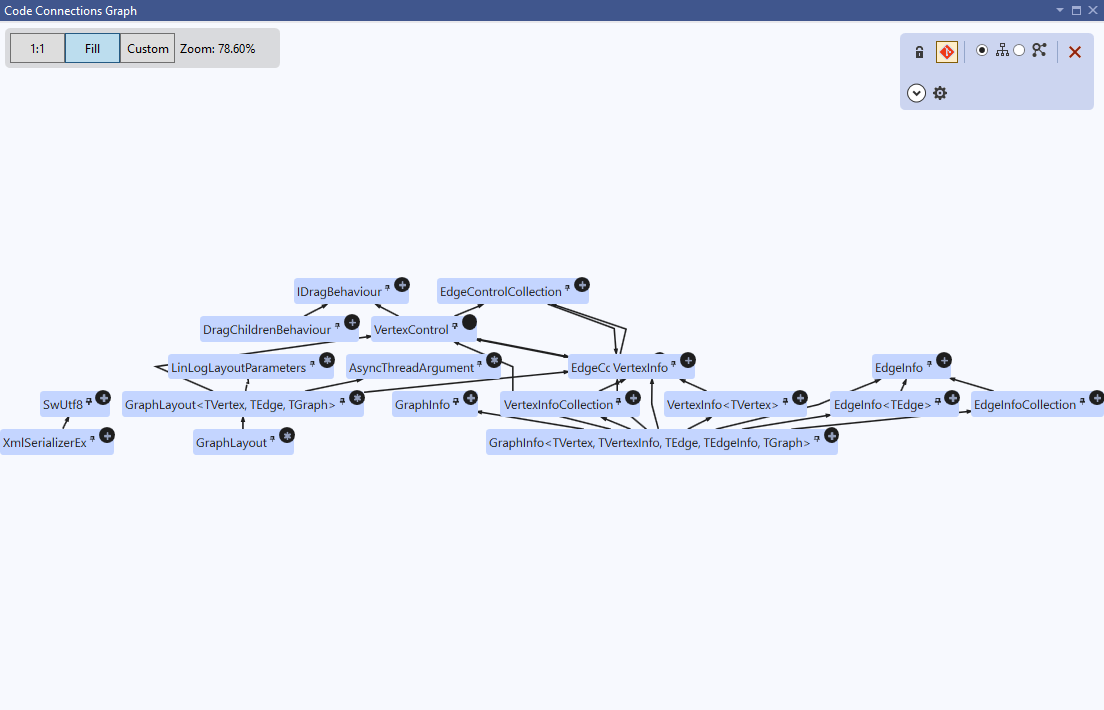 Code Connections Graph
1:1
Fill
Custom
Zoom: 78.60%
IDragBehaviour
EdgeControlCollection
DragChildrenBehaviour
VertexControl
LinLogLayoutParameters
AsyncThreadArgument
VertexInfo
EdgeInfo
SwUtf8
GraphLayout<TVertex, TEdge, TGraph>
GraphInfo
VertexInfoCollection
VertexInfo<TVertex>
EdgeInfo<TEdge>
EdgeInfoCollection
XmlSerializerEx
GraphLayout
GraphInfo<TVertex, TVertexInfo, TEdge, TEdgeInfo, TGraph>